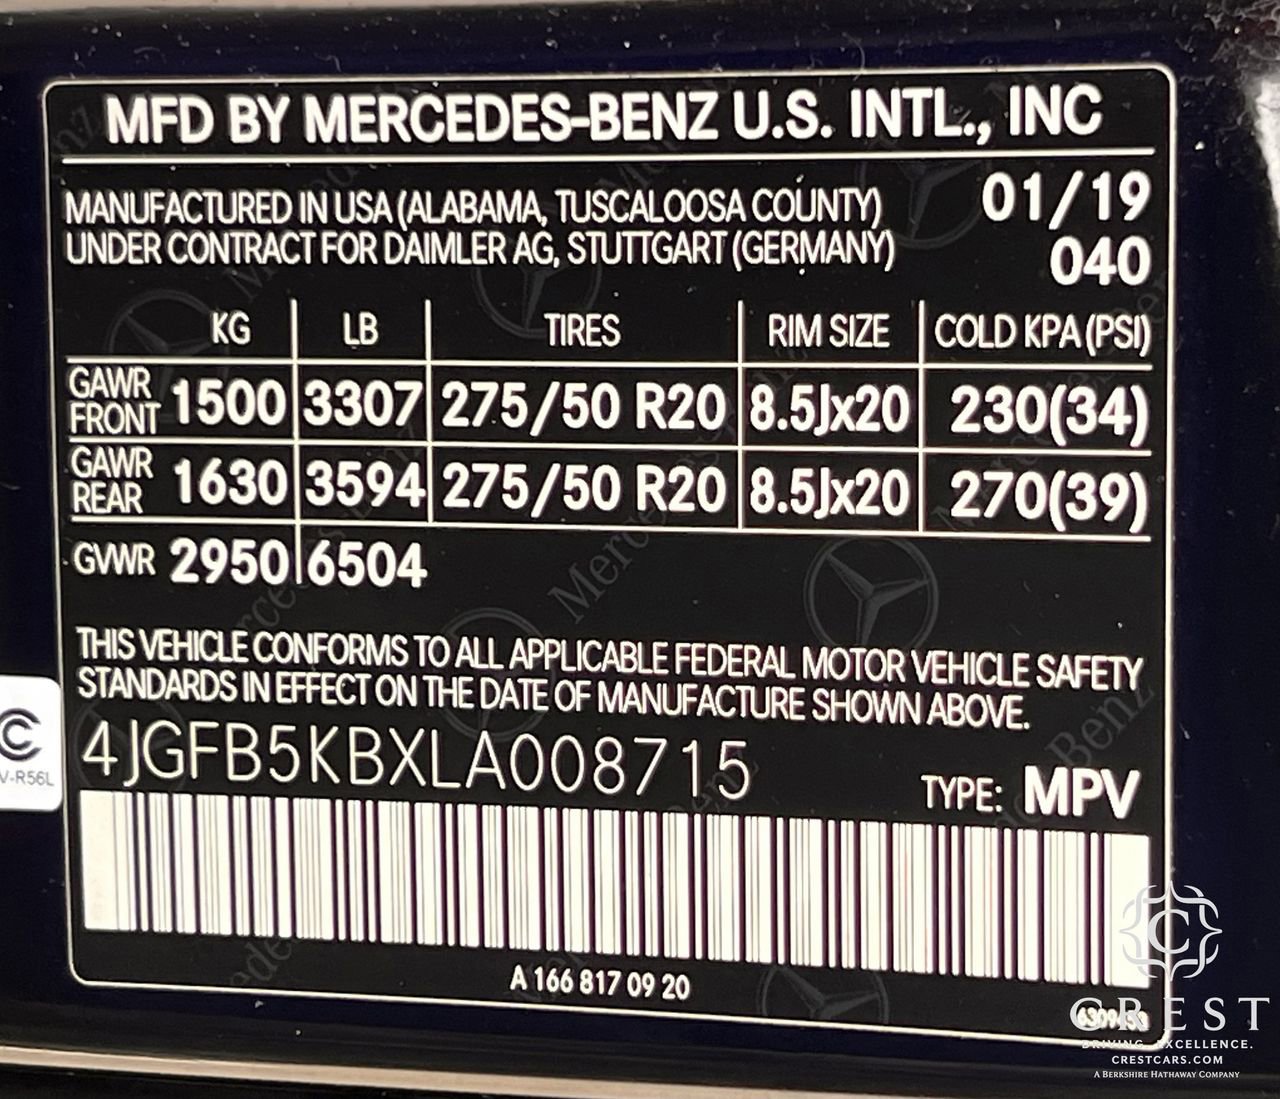 MFD BY MERCEDES-BENZ U.S. INTL., INC
MANUFACTURED IN USA (ALABAMA, TUSCALOOSA COUNTY) 01/19
UNDER CONTRACT FOR DAIMLER AG, STUTTGART (GERMANY) 040
KG LB TIRES RIM SIZE COLD KPA (PSI)
GAWR FRONT 1500 3307 275/50 R20 8.5Jx20 230(34)
GAWR REAR 1630 3594 275/50 R20 8.5Jx20 270(39)
GVWR 2950 6504
THIS VEHICLE CONFORMS TO ALL APPLICABLE FEDERAL MOTOR VEHICLE SAFETY
STANDARDS IN EFFECT ON THE DATE OF MANUFACTURE SHOWN ABOVE.
4JGFB5KBXLA008715
TYPE: MPV
V-R56L
A 166 817 09 20
C
CREST
DRIVING EXCELLENCE.
CRESTCARS.COM
A BERKSHIRE HATHAWAY COMPANY